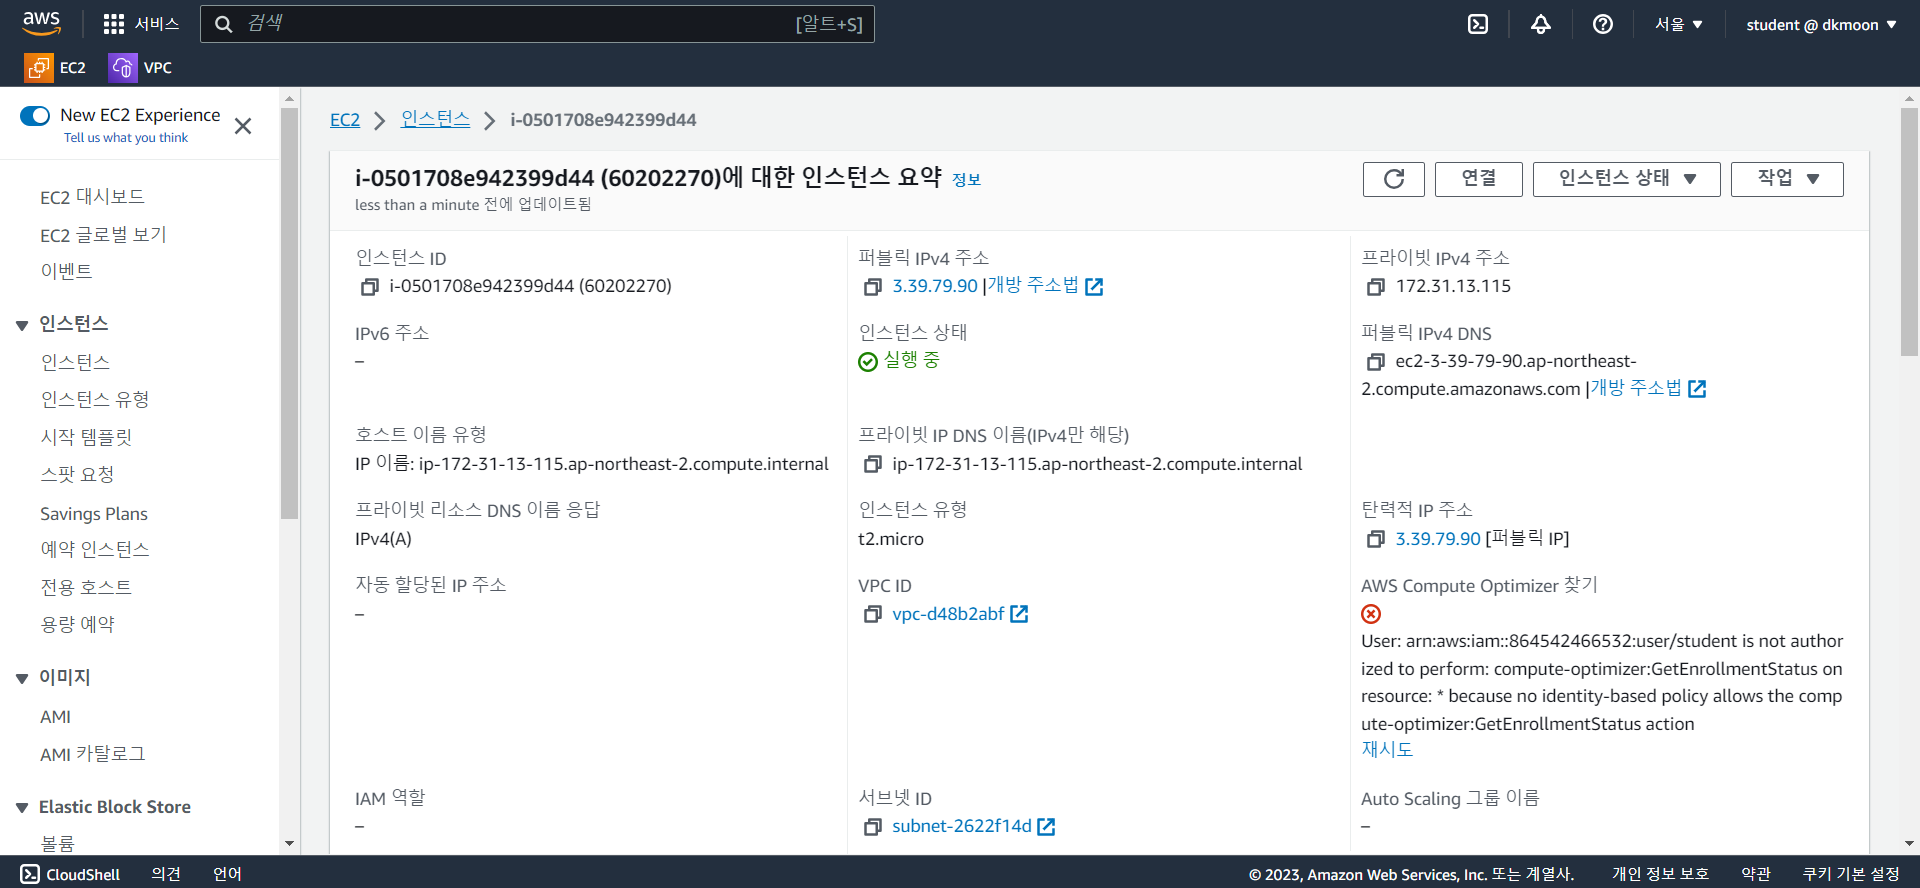 aws
서비스
검색
[알트+S]
서울 ▼
student @ dkmoon ▼
EC2
VPC
New EC2 Experience
Tell us what you think
EC2 대시보드
EC2 글로벌 보기
이벤트
▼ 인스턴스
인스턴스
인스턴스 유형
시작 템플릿
스팟 요청
Savings Plans
예약 인스턴스
전용 호스트
용량 예약
▼ 이미지
AMI
AMI 카탈로그
▼ Elastic Block Store
볼륨
EC2 > 인스턴스 > i-0501708e942399d44
i-0501708e942399d44 (60202270)에 대한 인스턴스 요약 정보
less than a minute 전에 업데이트됨
연결
인스턴스 상태 ▼
작업 ▼
인스턴스 ID
i-0501708e942399d44 (60202270)
퍼블릭 IPv4 주소
3.39.79.90 |개방 주소법
프라이빗 IPv4 주소
172.31.13.115
IPv6 주소
–
인스턴스 상태
실행 중
퍼블릭 IPv4 DNS
ec2-3-39-79-90.ap-northeast-
2.compute.amazonaws.com |개방 주소법
호스트 이름 유형
IP 이름: ip-172-31-13-115.ap-northeast-2.compute.internal
프라이빗 IP DNS 이름(IPv4만 해당)
ip-172-31-13-115.ap-northeast-2.compute.internal
프라이빗 리소스 DNS 이름 응답
IPv4(A)
인스턴스 유형
t2.micro
탄력적 IP 주소
3.39.79.90 [퍼블릭 IP]
자동 할당된 IP 주소
–
VPC ID
vpc-d48b2abf
AWS Compute Optimizer 찾기
User: arn:aws:iam::864542466532:user/student is not author
ized to perform: compute-optimizer:GetEnrollmentStatus on
resource: * because no identity-based policy allows the comp
ute-optimizer:GetEnrollmentStatus action
재시도
IAM 역할
–
서브넷 ID
subnet-2622f14d
Auto Scaling 그룹 이름
–
CloudShell
의견
언어
© 2023, Amazon Web Services, Inc. 또는 계열사.
개인 정보 보호
약관
쿠키 기본 설정